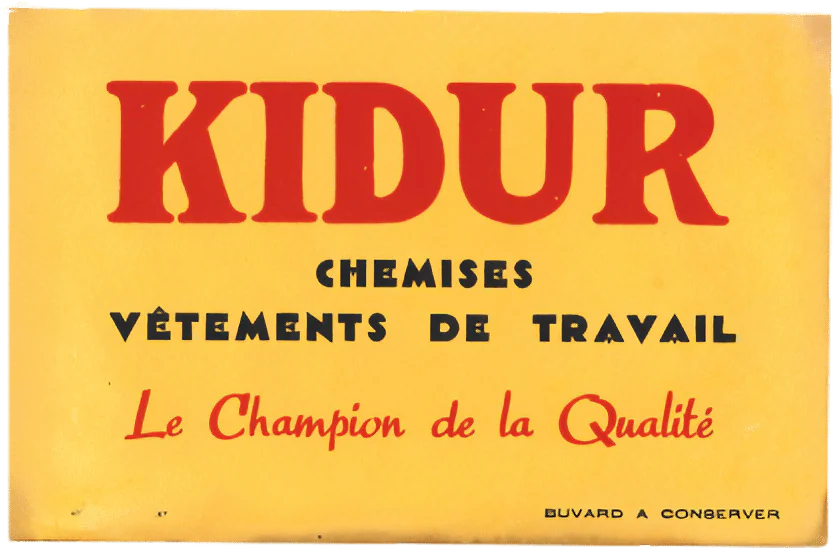 KIDUR
CHEMISES
VÊTEMENTS DE TRAVAIL
Le Champion de la Qualité
BUVARD A CONSERVER